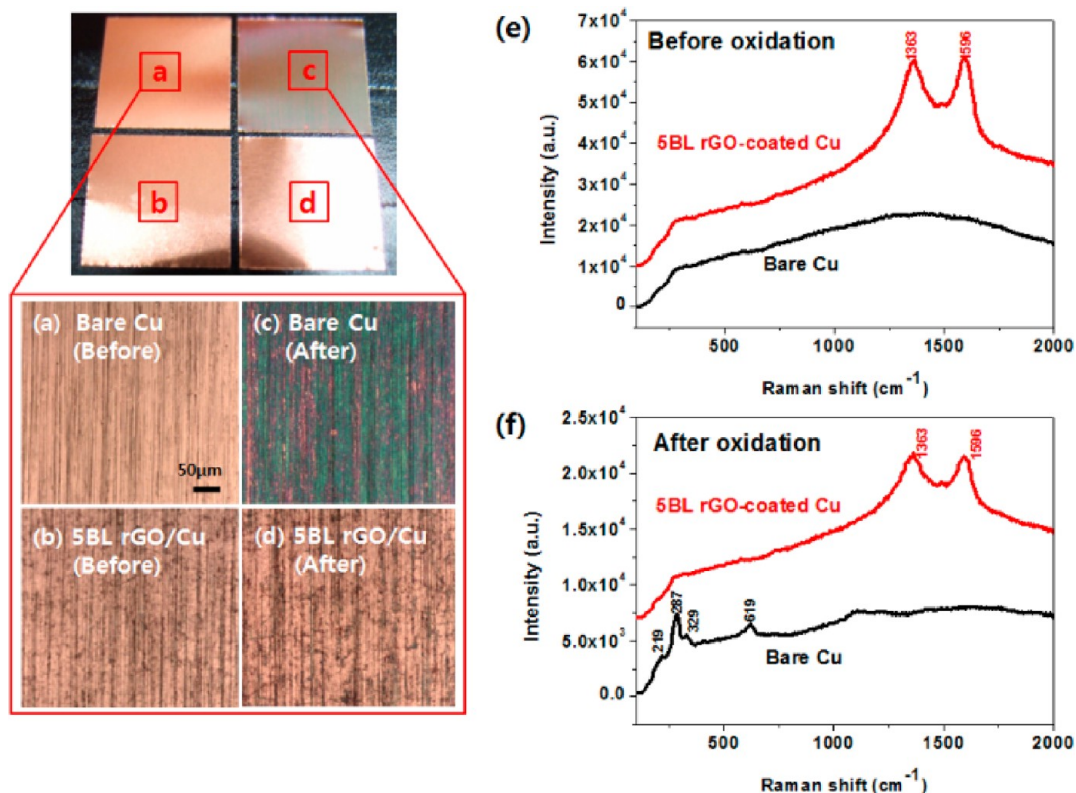 a
c
b
d
(a) Bare Cu
(Before)
50μm
(c) Bare Cu
(After)
(b) 5BL rGO/Cu
(Before)
(d) 5BL rGO/Cu
(After)
(e)
Before oxidation
1363
1596
5BL rGO-coated Cu
Bare Cu
Intensity (a.u.)
7x10⁴
6x10⁴
5x10⁴
4x10⁴
3x10⁴
2x10⁴
1x10⁴
0
500
1000
1500
2000
Raman shift (cm⁻¹)
(f)
After oxidation
1363
1596
5BL rGO-coated Cu
219
287
329
619
Bare Cu
Intensity (a.u.)
2.5x10⁴
2.0x10⁴
1.5x10⁴
1.0x10⁴
5.0x10³
0.0
500
1000
1500
2000
Raman shift (cm⁻¹)